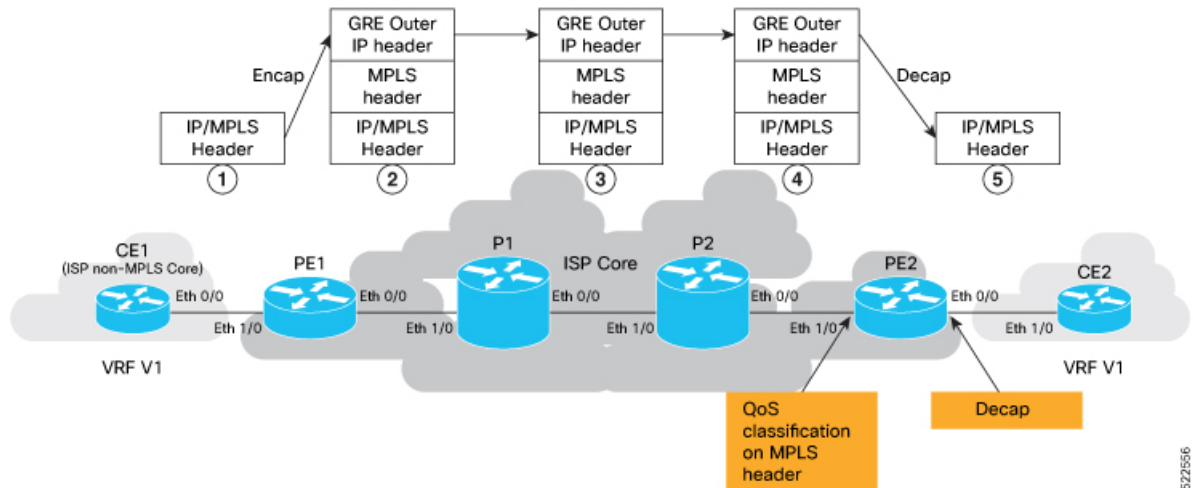 GRE Outer
IP header
GRE Outer
IP header
GRE Outer
IP header
Encap
MPLS
header
MPLS
header
MPLS
header
Decap
IP/MPLS
Header
IP/MPLS
Header
IP/MPLS
Header
IP/MPLS
Header
IP/MPLS
Header
1
2
3
4
5
CE1
(ISP non-MPLS Core)
PE1
P1
ISP Core
P2
PE2
CE2
Eth 0/0
Eth 1/0
Eth 0/0
Eth 1/0
Eth 0/0
Eth 0/0
Eth 1/0
Eth 0/0
Eth 1/0
VRF V1
VRF V1
QoS
classification
on MPLS
header
Decap
522556